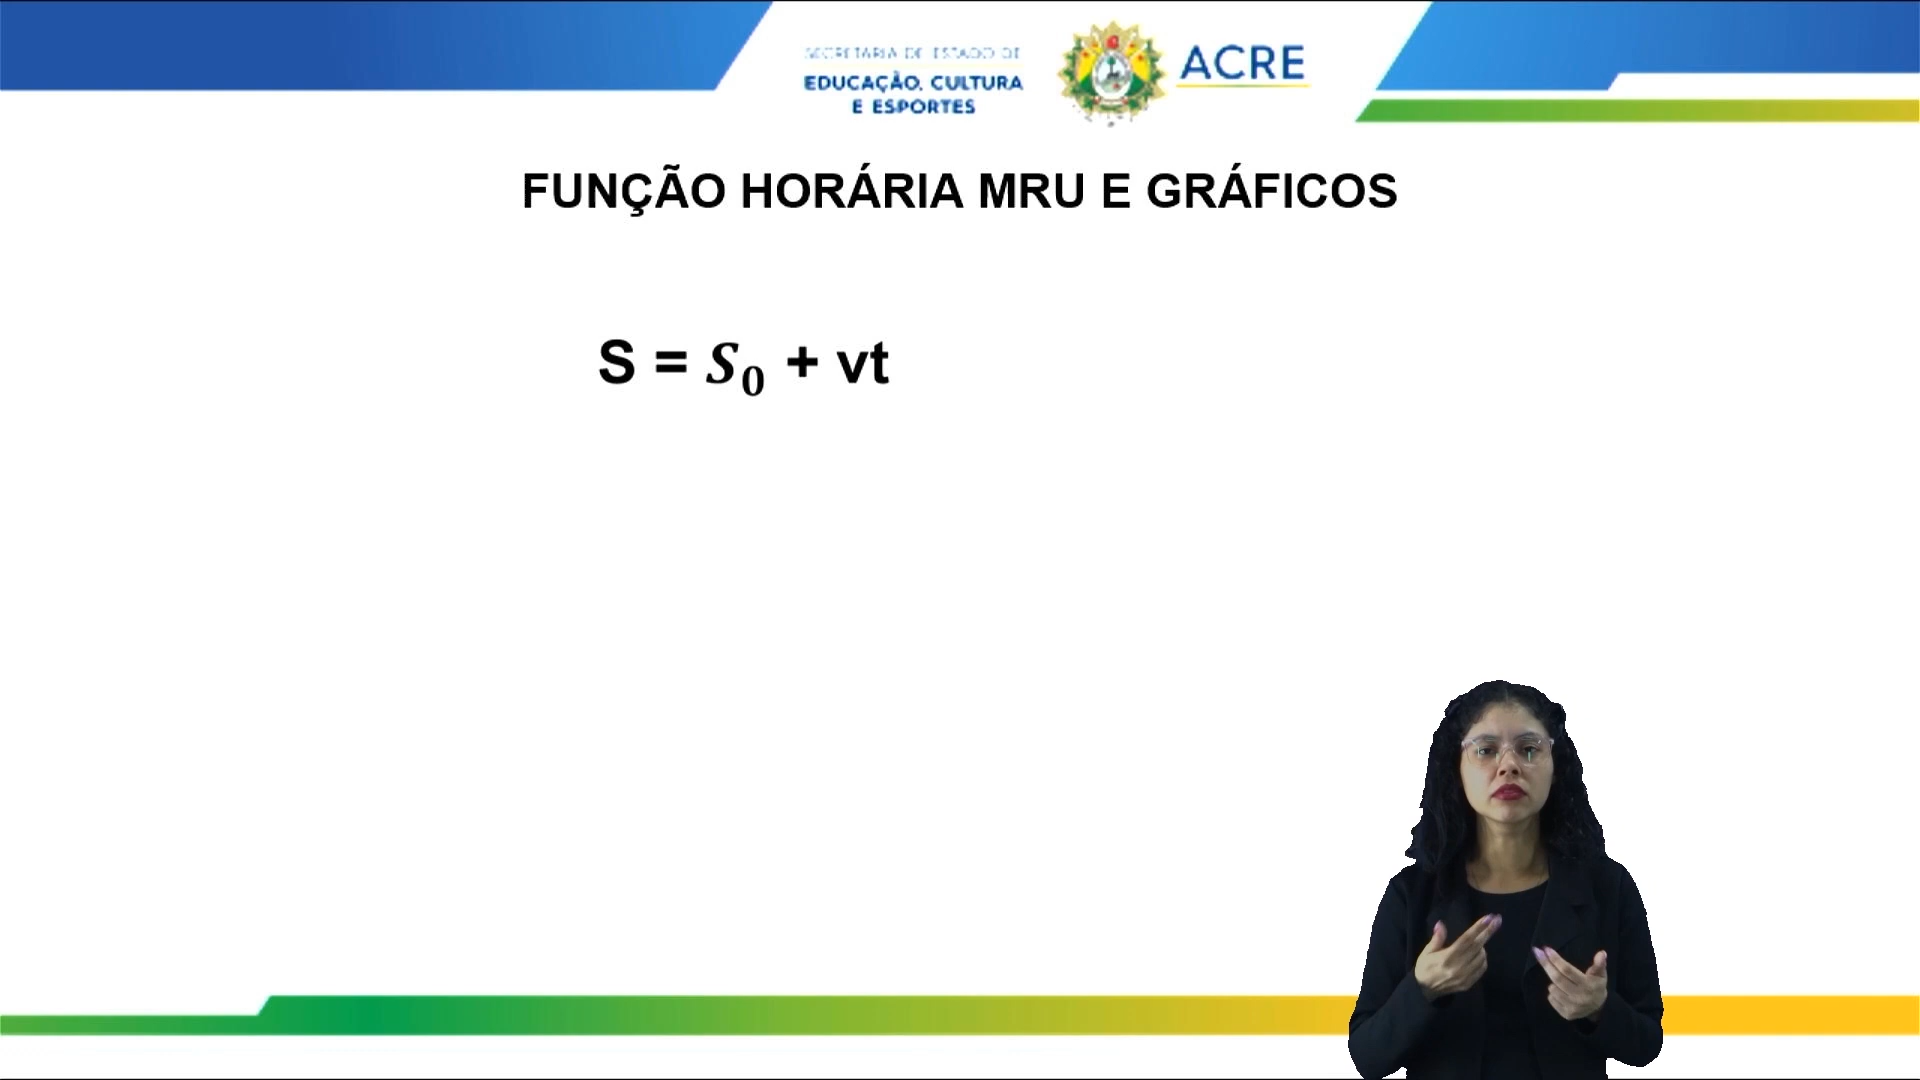 SECRETARIA DE ESTADO DE
EDUCAÇÃO, CULTURA
E ESPORTES
ACRE
FUNÇÃO HORÁRIA MRU E GRÁFICOS
S = S₀ + vt